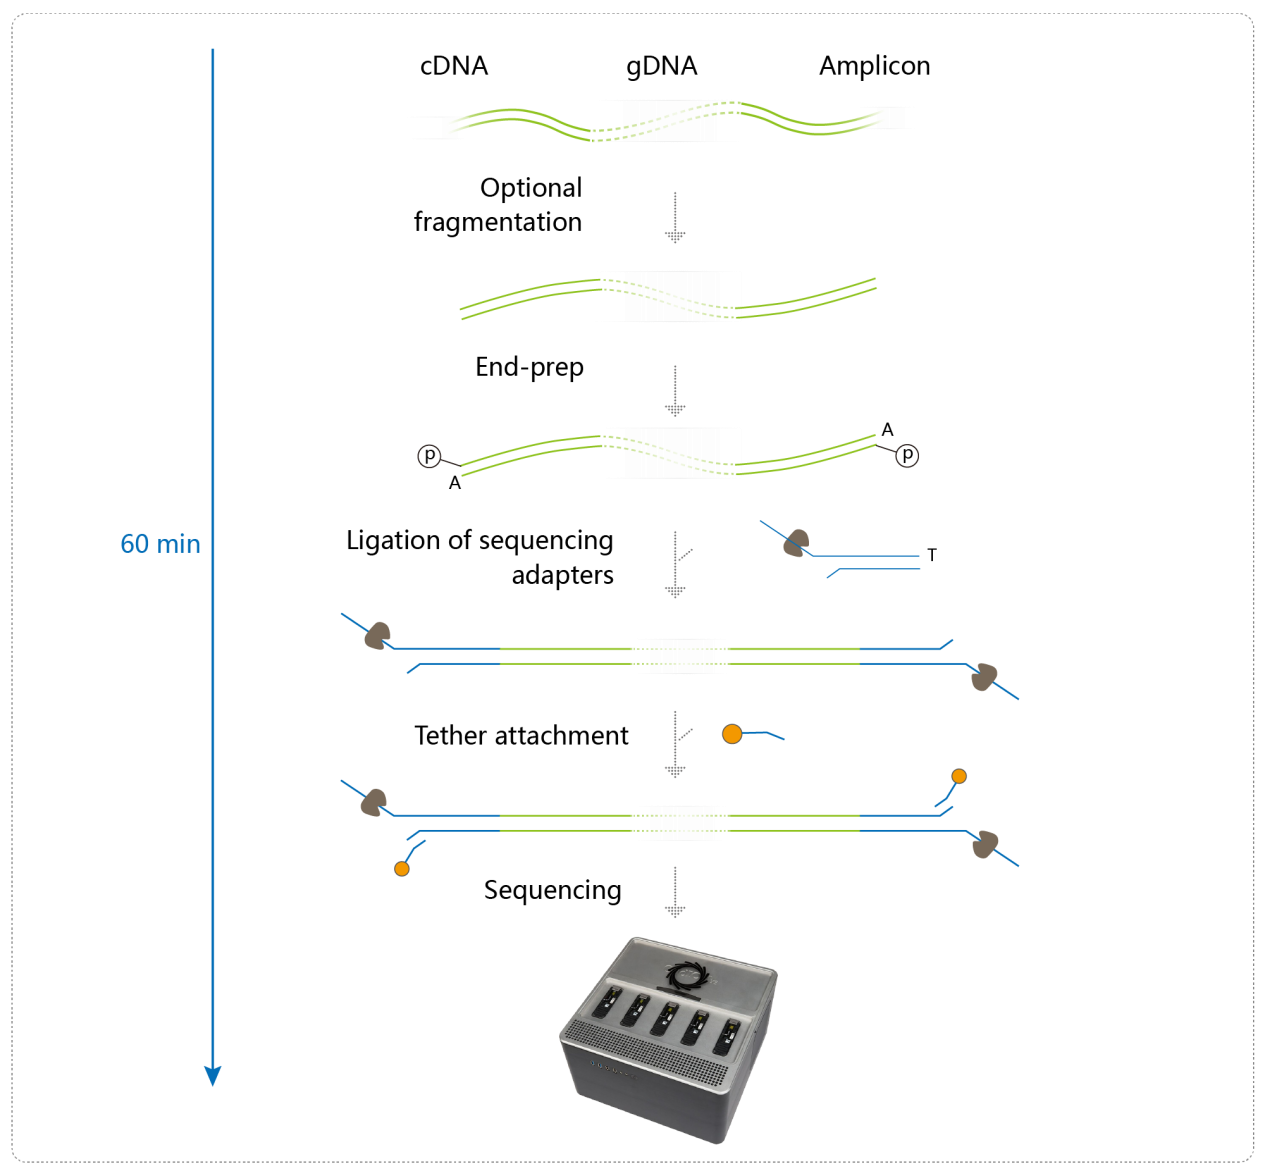 cDNA
gDNA
Amplicon
Optional
fragmentation
End-prep
A
P
P
A
60 min
Ligation of sequencing
adapters
T
Tether attachment
Sequencing